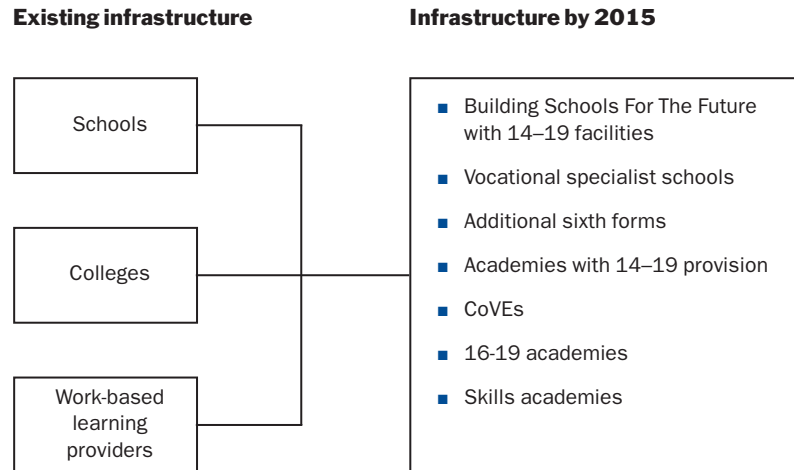 Existing infrastructure
Infrastructure by 2015
Schools
Colleges
Work-based
learning
providers
■ Building Schools For The Future
with 14–19 facilities
■ Vocational specialist schools
■ Additional sixth forms
■ Academies with 14–19 provision
■ CoVEs
■ 16-19 academies
■ Skills academies